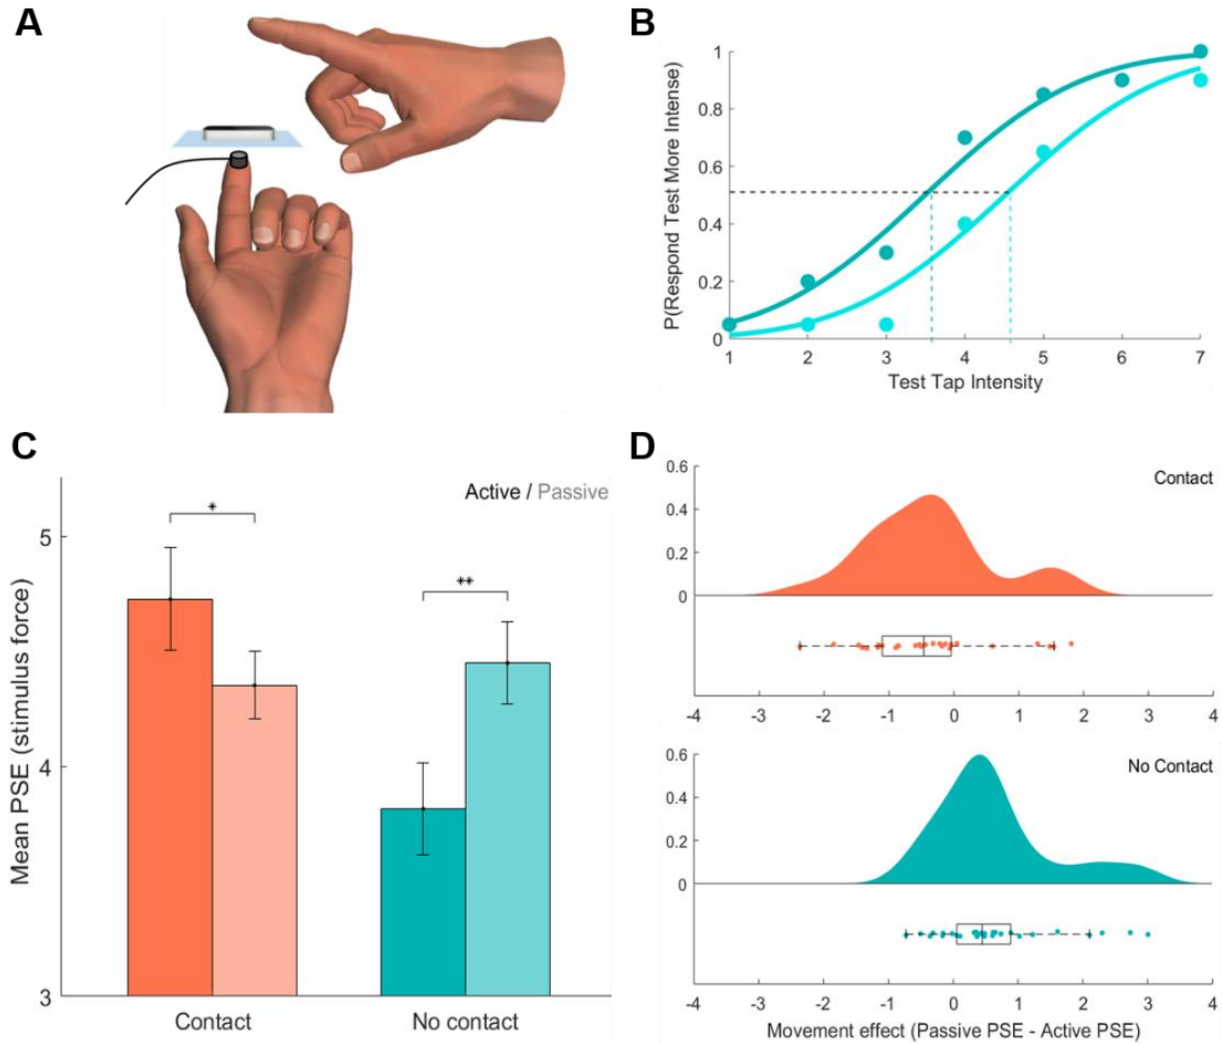 A
B
P(Respond Test More Intense)
1
0.8
0.6
0.4
0.2
0
1 2 3 4 5 6 7
Test Tap Intensity
C
Active / Passive
Mean PSE (stimulus force)
5
4
3
*
**
Contact No contact
D
Contact
0.6
0.4
0.2
0
-4 -3 -2 -1 0 1 2 3 4
No Contact
0.6
0.4
0.2
0
-4 -3 -2 -1 0 1 2 3 4
Movement effect (Passive PSE - Active PSE)